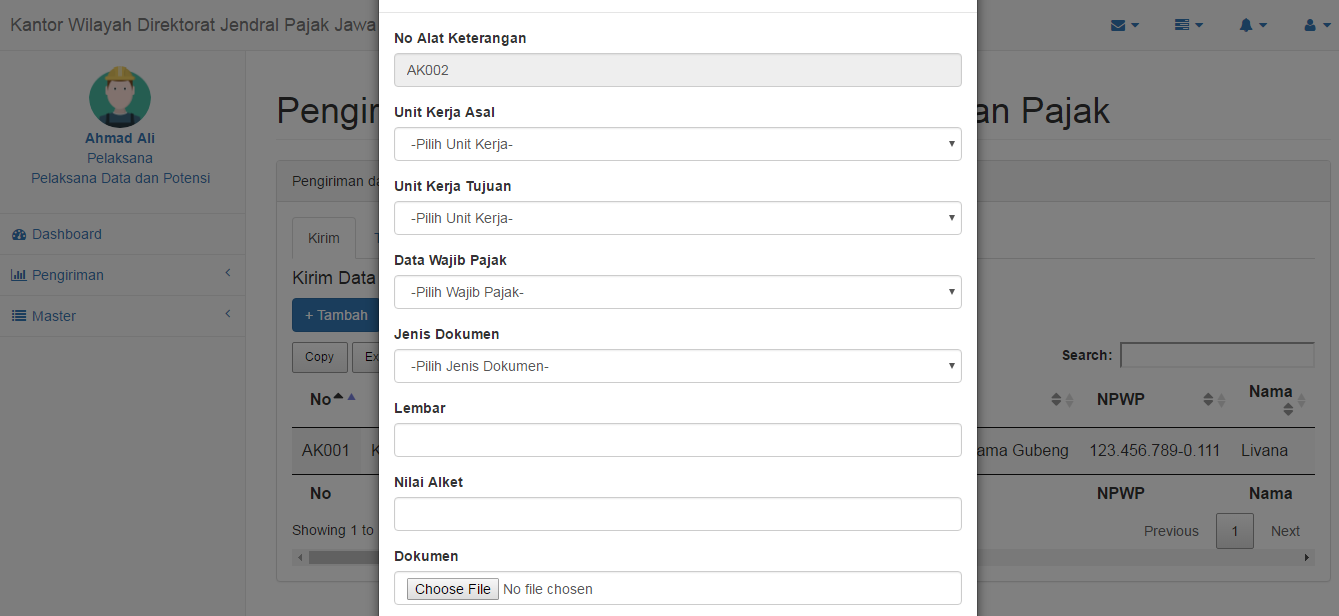 Kantor Wilayah Direktorat Jendral Pajak Jawa
Ahmad Ali
Pelaksana
Pelaksana Data dan Potensi
Dashboard
Pengiriman
Master
an Pajak
Pengiriman
Kirim
Kirim Data
+ Tambah
Copy
Search:
No
NPWP
Nama
AK001
ama Gubeng
123.456.789-0.111
Livana
No
NPWP
Nama
Showing 1 to
Previous
1
Next
No Alat Keterangan
AK002
Unit Kerja Asal
-Pilih Unit Kerja-
Unit Kerja Tujuan
-Pilih Unit Kerja-
Data Wajib Pajak
-Pilih Wajib Pajak-
Jenis Dokumen
-Pilih Jenis Dokumen-
Lembar
Nilai Alket
Dokumen
Choose File No file chosen